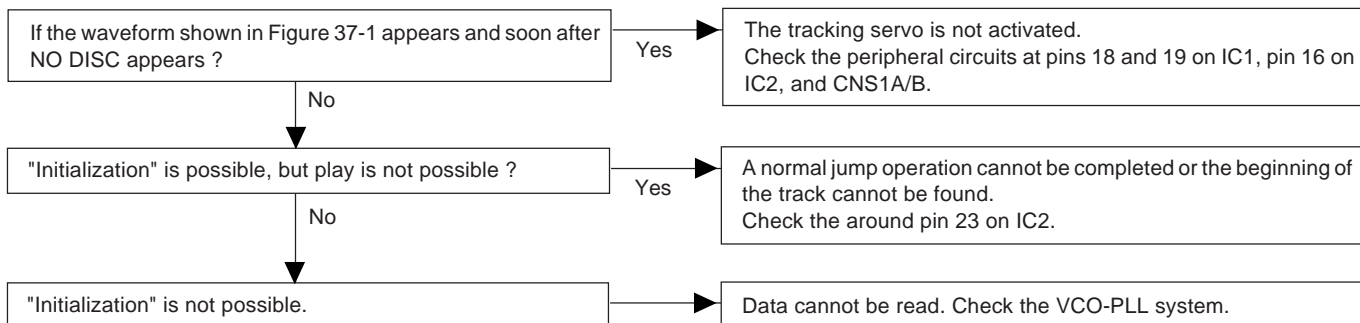 If the waveform shown in Figure 37-1 appears and soon after
NO DISC appears ?
Yes
The tracking servo is not activated.
Check the peripheral circuits at pins 18 and 19 on IC1, pin 16 on
IC2, and CNS1A/B.
No
"Initialization" is possible, but play is not possible ?
Yes
A normal jump operation cannot be completed or the beginning of
the track cannot be found.
Check the around pin 23 on IC2.
No
"Initialization" is not possible.
Data cannot be read. Check the VCO-PLL system.